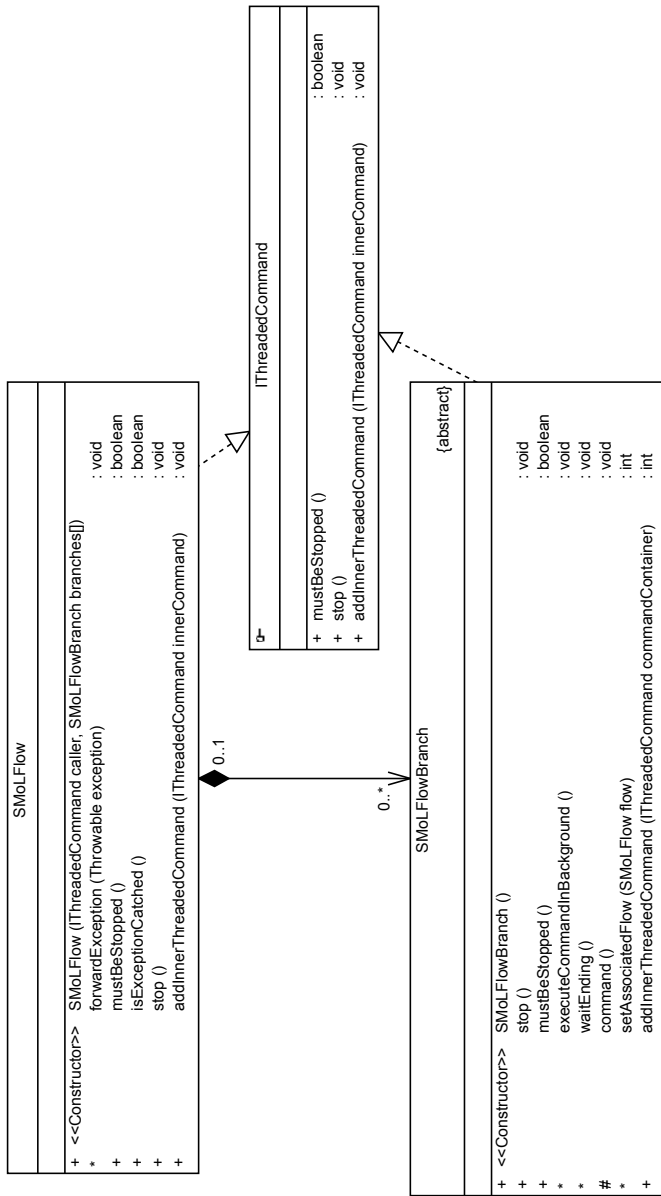 SMoLFlow
+ <<Constructor>> SMoLFlow (IThreadedCommand caller, SMoLFlowBranch branches[])
* forwardException (Throwable exception) : void
+ mustBeStopped () : boolean
+ isExceptionCatched () : boolean
+ stop () : void
+ addInnerThreadedCommand (IThreadedCommand innerCommand) : void
0..1
0..*
IThreadedCommand
+ mustBeStopped () : boolean
+ stop () : void
+ addInnerThreadedCommand (IThreadedCommand innerCommand) : void
SMoLFlowBranch
{abstract}
+ <<Constructor>> SMoLFlowBranch ()
+ stop () : void
+ mustBeStopped () : boolean
* executeCommandInBackground () : void
* waitEnding () : void
# command () : void
* setAssociatedFlow (SMoLFlow flow) : int
+ addInnerThreadedCommand (IThreadedCommand commandContainer) : int